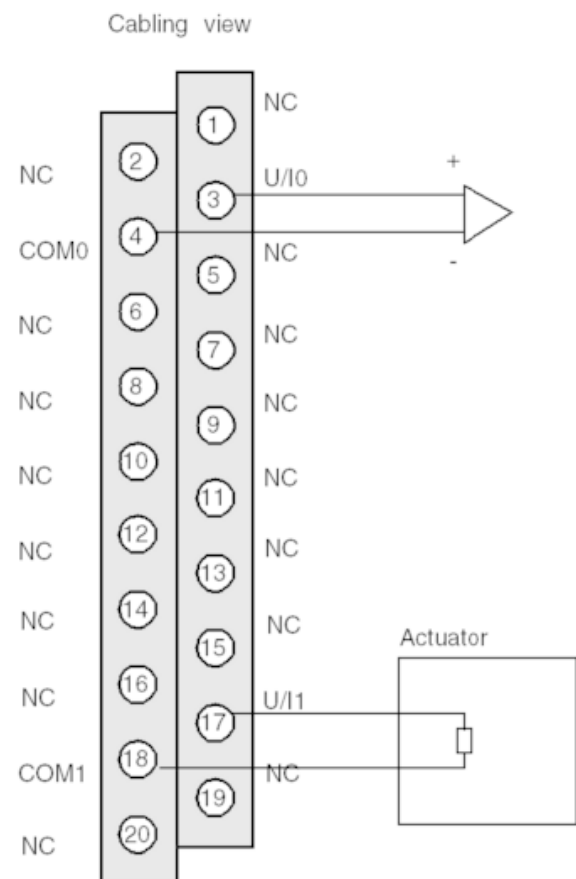 Cabling view
NC
1
2
NC
U/I0
+
3
4
COM0
NC
-
5
6
NC
NC
7
8
NC
NC
9
10
NC
NC
11
12
NC
NC
13
14
NC
NC
15
Actuator
16
NC
U/I1
17
18
COM1
NC
19
20
NC